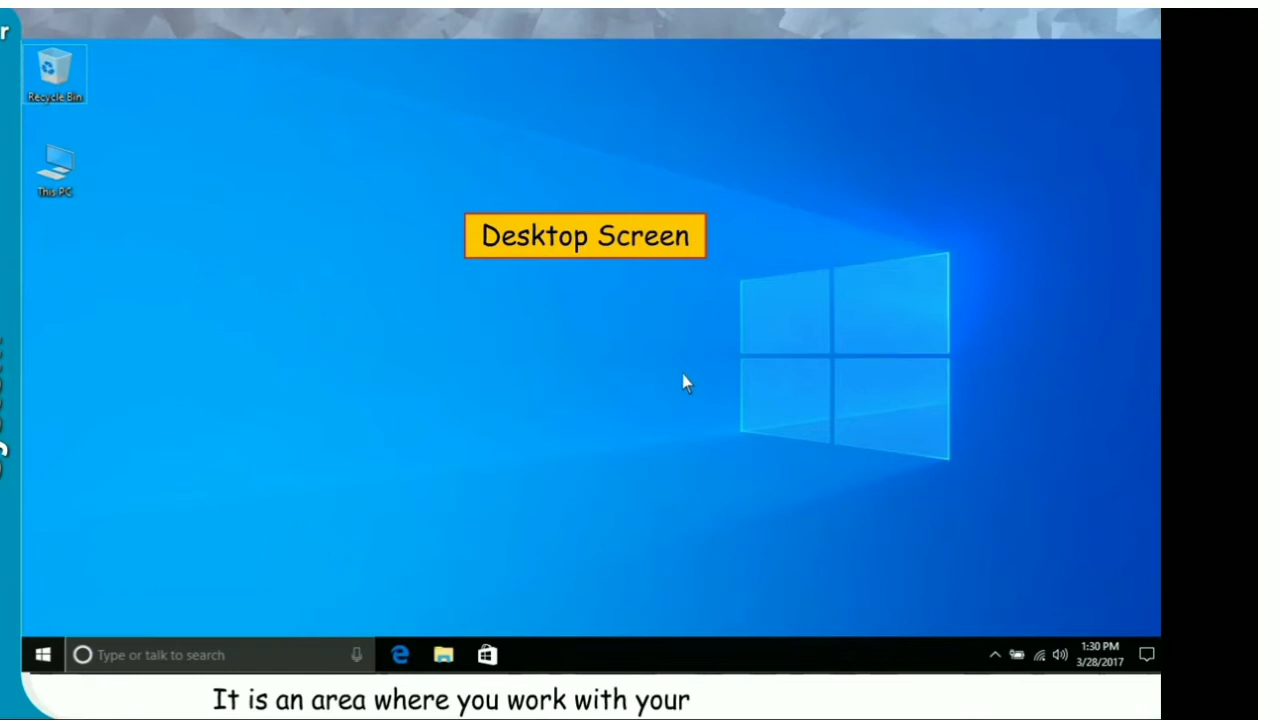 r
Recycle Bin
This PC
Desktop Screen
Type or talk to search
1:30 PM
3/28/2017
It is an area where you work with your